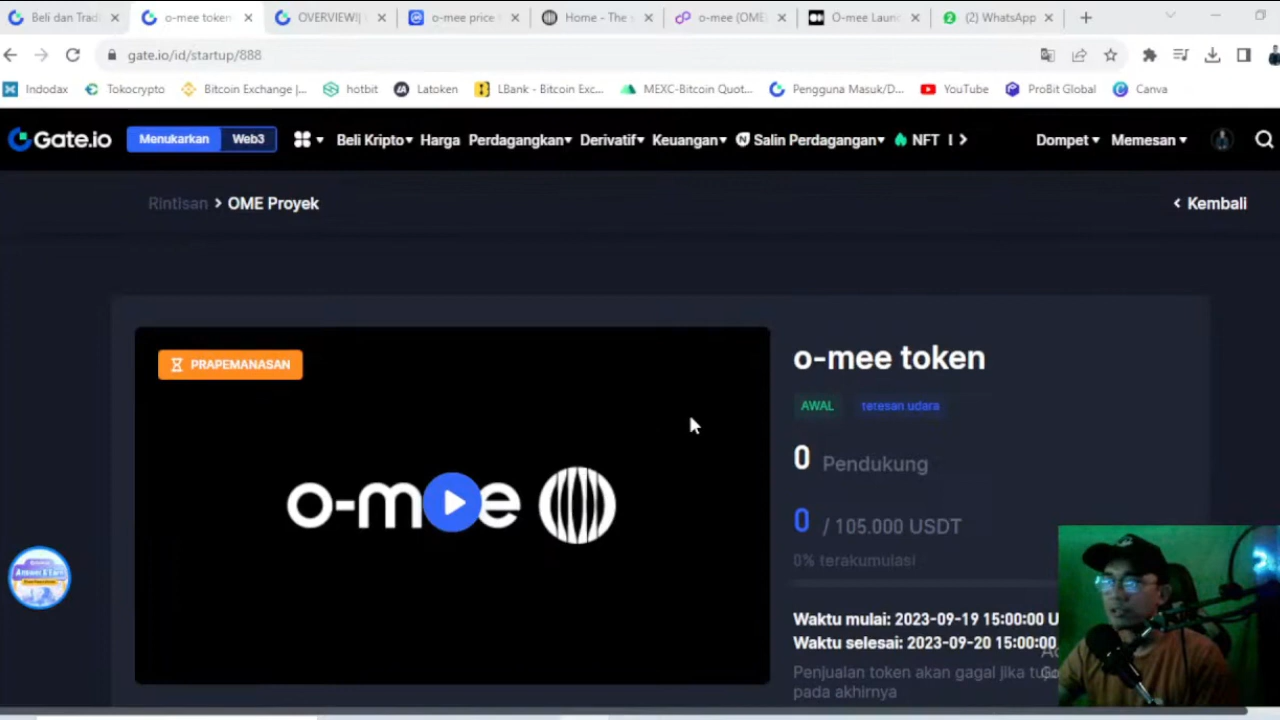 Beli dan Trad
o-mee token
OVERVIEW|
o-mee price
Home - The s
o-mee (OME
O-mee Laun
(2) WhatsApp
gate.io/id/startup/888
Indodax
Tokocrypto
Bitcoin Exchange |...
hotbit
Latoken
LBank - Bitcoin Exc...
MEXC-Bitcoin Quot...
Pengguna Masuk/D...
YouTube
ProBit Global
Canva
Gate.io
Menukarkan
Web3
Beli Kripto
Harga
Perdagangkan
Derivatif
Keuangan
Salin Perdagangan
NFT
Dompet
Memesan
Rintisan > OME Proyek
Kembali
PRAPEMANASAN
o-mee
o-mee token
AWAL
tetesan udara
0 Pendukung
0 / 105.000 USDT
0% terakumulasi
Waktu mulai: 2023-09-19 15:00:00 U
Waktu selesai: 2023-09-20 15:00:00
Penjualan token akan gagal jika
pada akhirnya